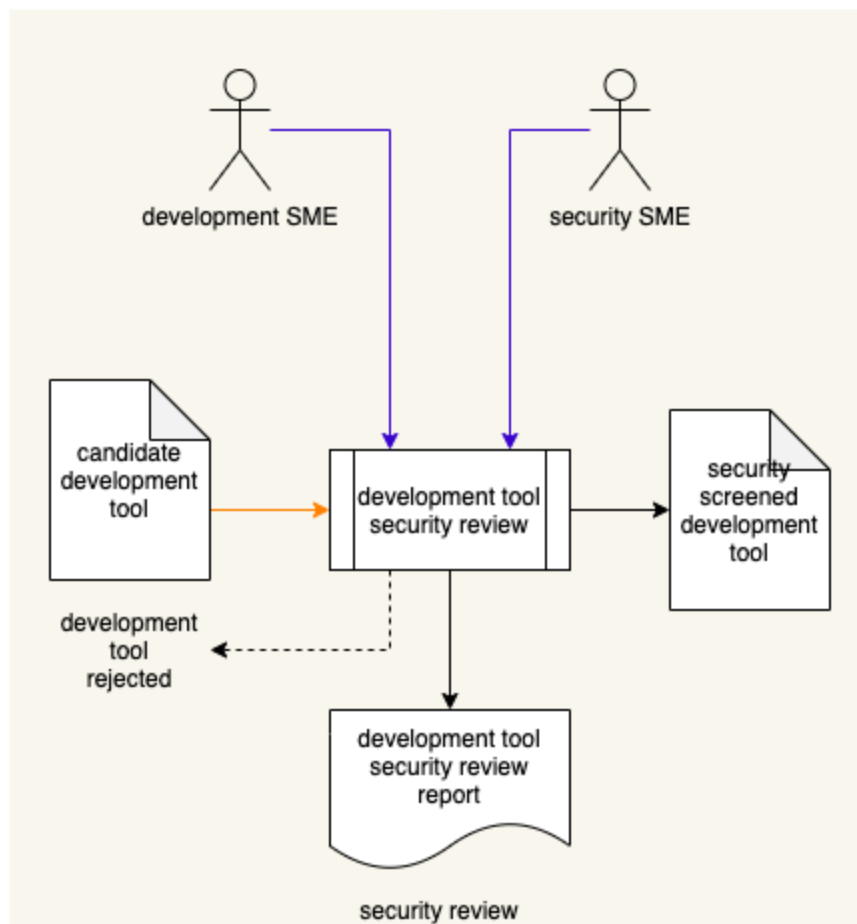 development SME
security SME
candidate
development
tool
development tool
security review
security
screened
development
tool
development
tool
rejected
development tool
security review
report
security review